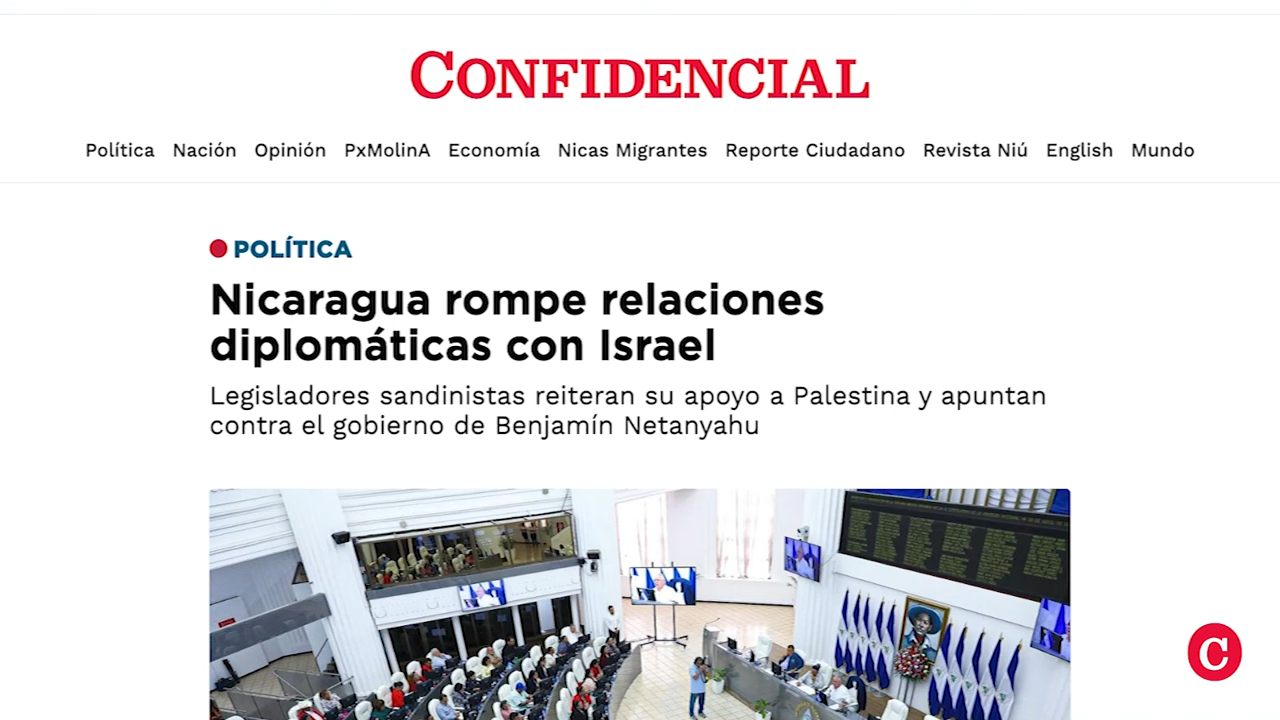 CONFIDENCIAL
Política Nación Opinión PxMolinA Economía Nicas Migrantes Reporte Ciudadano Revista Niú English Mundo
POLÍTICA
Nicaragua rompe relaciones
diplomáticas con Israel
Legisladores sandinistas reiteran su apoyo a Palestina y apuntan
contra el gobierno de Benjamín Netanyahu
C